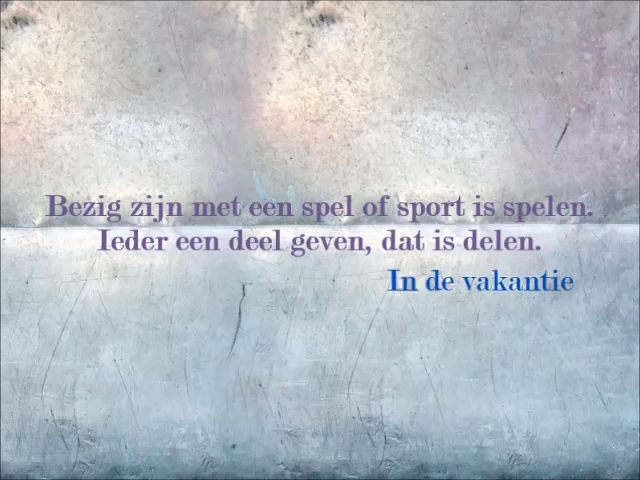 Bezig zijn met een spel of sport is spelen.
Ieder een deel geven, dat is delen.
In de vakantie